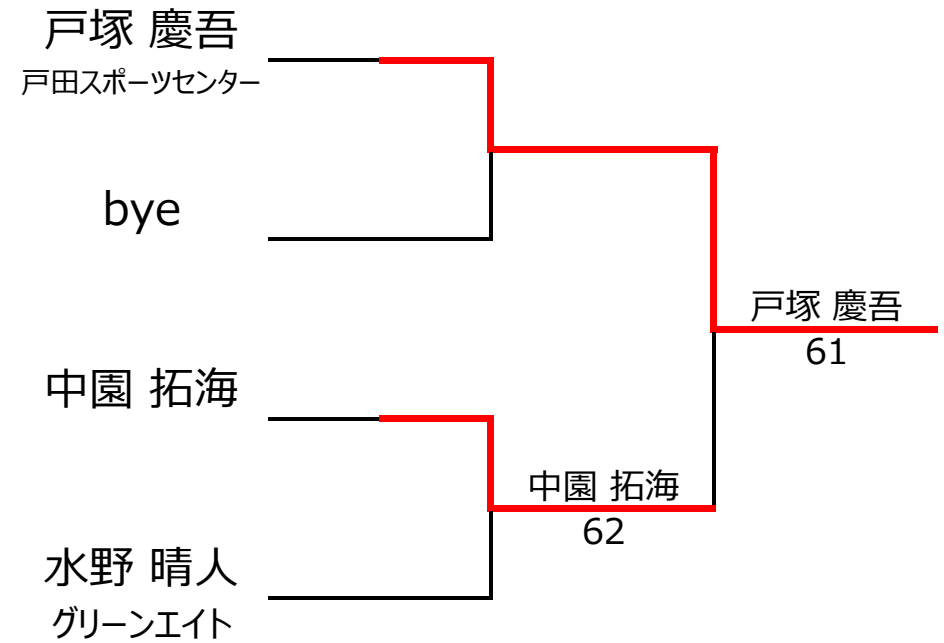 戸塚 慶吾
戸田スポーツセンター
bye
中園 拓海
水野 晴人
グリーンエイト
中園 拓海
62
戸塚 慶吾
61